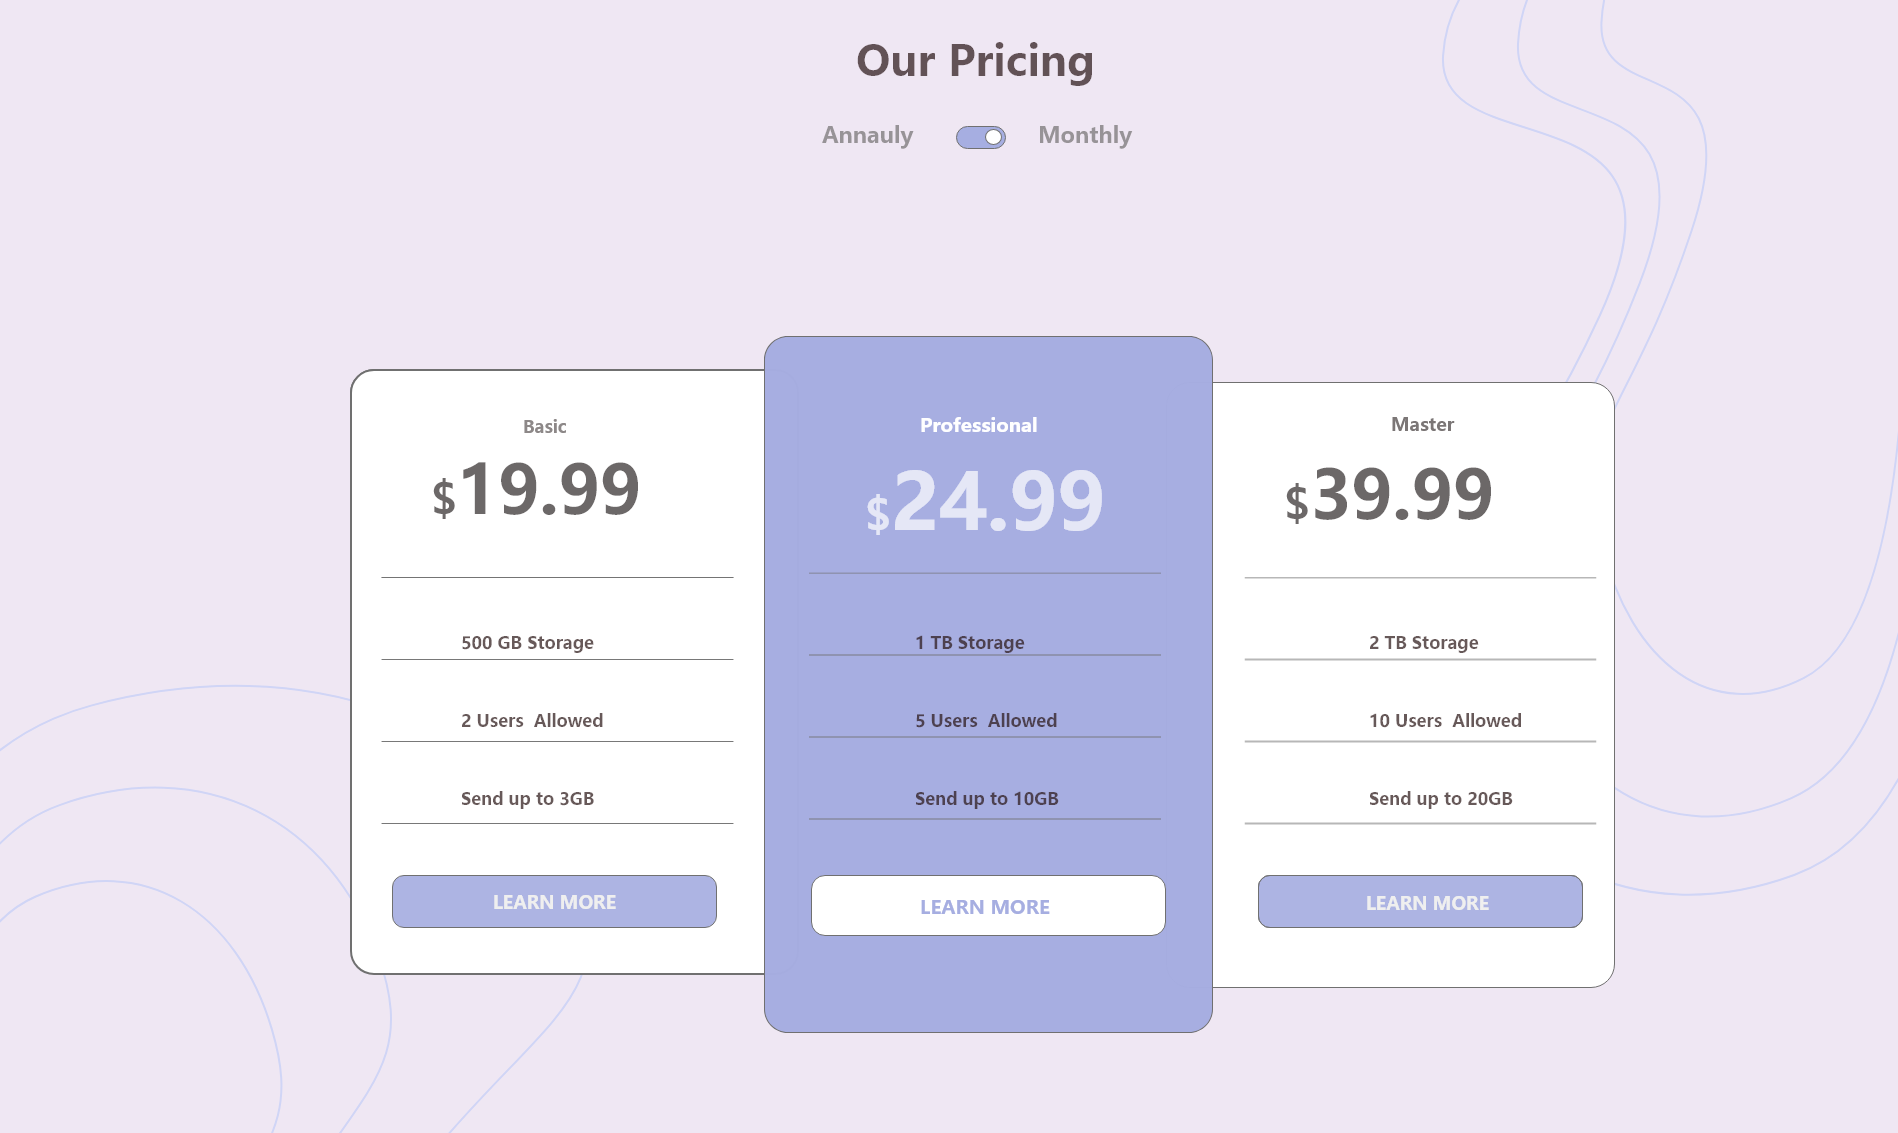 Our Pricing
Annauly Monthly
Basic
$19.99
500 GB Storage
2 Users  Allowed
Send up to 3GB
LEARN MORE
Professional
$24.99
1 TB Storage
5 Users  Allowed
Send up to 10GB
LEARN MORE
Master
$39.99
2 TB Storage
10 Users  Allowed
Send up to 20GB
LEARN MORE